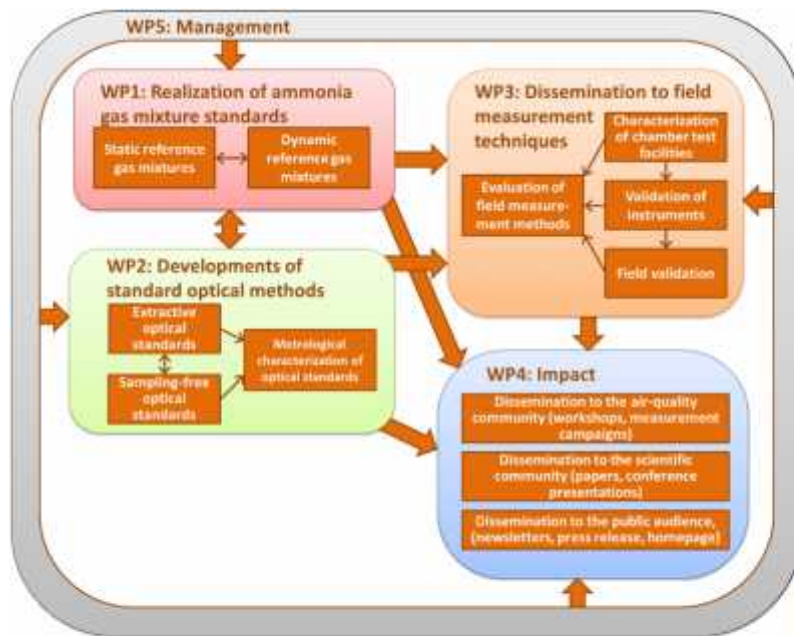 WP5: Management
WP1: Realization of ammonia
gas mixture standards
Static reference
gas mixtures
Dynamic
reference gas
mixtures
WP2: Developments of
standard optical methods
Extractive
optical
standards
Sampling-free
optical
standards
Metrological
characterization of
optical standards
WP3: Dissemination to field
measurement
techniques
Characterization
of chamber test
facilities
Evaluation of
field measure-
ment methods
Validation of
instruments
Field validation
WP4: Impact
Dissemination to the air-quality
community (workshops, measurement
campaigns)
Dissemination to the scientific
community (papers, conference
presentations)
Dissemination to the public audience,
(newsletters, press release, homepage)